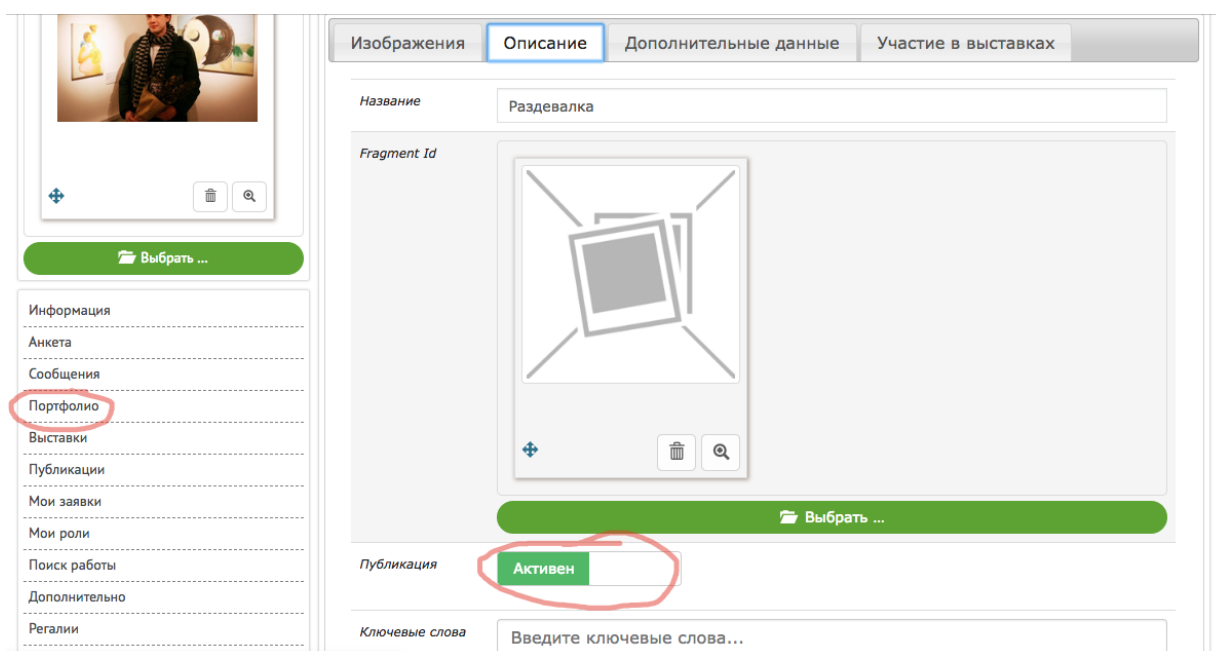 Выбрать ...
Информация
Анкета
Сообщения
Портфолио
Выставки
Публикации
Мои заявки
Мои роли
Поиск работы
Дополнительно
Регалии
Изображения Описание Дополнительные данные Участие в выставках
Название Раздевалка
Fragment Id
Выбрать ...
Публикация Активен
Ключевые слова Введите ключевые слова...